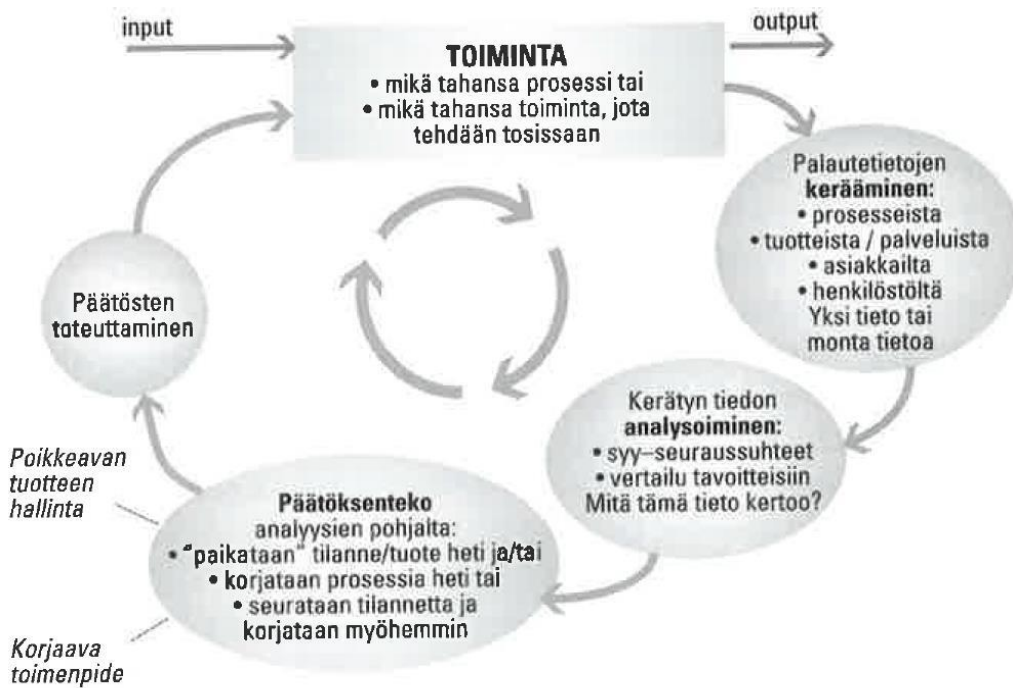 input
output
TOIMINTA
• mikä tahansa prosessi tai
• mikä tahansa toiminta, jota
tehdään tosissaan
Palautetietojen
kerääminen:
• prosesseista
• tuotteista / palveluista
• asiakkailta
• henkilöstöltä
Yksi tieto tai
monta tietoa
Kerätyn tiedon
analysoiminen:
• syy–seuraussuhteet
• vertailu tavoitteisiin
Mitä tämä tieto kertoo?
Päätöksenteko
analyysien pohjalta:
• "paikataan" tilanne/tuote heti ja/tai
• korjataan prosessia heti tai
• seurataan tilannetta ja
korjataan myöhemmin
Poikkeavan
tuotteen
hallinta
Korjaava
toimenpide
Päätösten
toteuttaminen